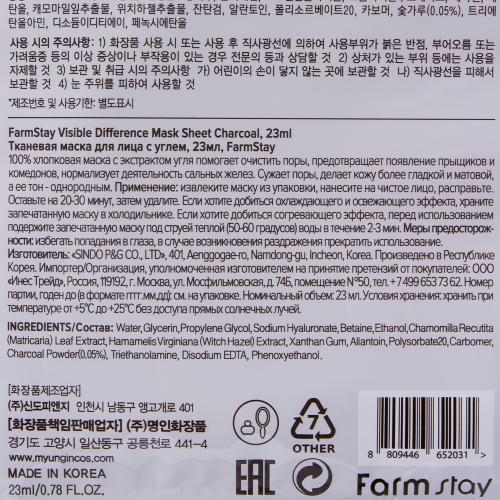 틴, 캐모마일잎추출물, 위치하젤추출물, 잔탄검, 알란토인, 폴리소르베이트20, 카보머, 숯가루(0.05%), 트리에
탄올아민, 디소듐이디티에이, 페녹시에탄올
사용 시의 주의사항: 1) 화장품 사용 시 또는 사용 후 직사광선에 의하여 사용부위가 붉은 반점, 부어오름 또는
가려움증 등의 이상 증상이나 부작용이 있는 경우 전문의 등과 상담할 것 2) 상처가 있는 부위 등에는 사용을
자제할 것 3) 보관 및 취급 시의 주의사항 가) 어린이의 손이 닿지 않는 곳에 보관할 것 나) 직사광선을 피해서
보관할 것 4) 눈 주위를 피하여 사용할 것
*제조번호 및 사용기한: 별도표시
FarmStay Visible Difference Mask Sheet Charcoal, 23ml
Тканевая маска для лица с углем, 23мл, FarmStay
100% хлопковая маска с экстрактом угля помогает очистить поры, предотвращает появление прыщиков и
комедонов, нормализует деятельность сальных желез. Сужает поры, делает кожу более гладкой и матовой,
а ее тон - однородным. Применение: извлеките маску из упаковки, нанесите на чистое лицо, расправьте.
Оставьте на 20-30 минут, затем удалите. Если хотите добиться охлаждающего и освежающего эффекта, храните
запечатанную маску в холодильнике. Если хотите добиться согревающего эффекта, перед использованием
подержите запечатанную маску под струей теплой (50-60 градусов) воды в течение 2-3 мин. Меры предосторож-
ности: избегать попадания в глаза, в случае возникновения раздражения прекратить использование.
Изготовитель: «SINDO P&G CO., LTD», 401, Aenggogae-ro, Namdong-gu, Incheon, Korea. Произведено в Республике
Корея. Импортер/Организация, уполномоченная изготовителем на принятие претензий от покупателей: ООО
«Инес Трейд», Россия, 119192, г. Москва, ул. Мосфильмовская, д. 74Б, помещение №50, тел. +7 499 653 73 62. Номер
партии, годен до (в формате гггг.мм.дд): см. на упаковке. Номинальный объем: 23 мл. Условия хранения: хранить при
температуре от +5°C до +25°C без доступа прямых солнечных лучей.
INGREDIENTS/Состав: Water, Glycerin, Propylene Glycol, Sodium Hyaluronate, Betaine, Ethanol, Chamomilla Recutita
(Matricaria) Leaf Extract, Hamamelis Virginiana (Witch Hazel) Extract, Xanthan Gum, Allantoin, Polysorbate20, Carbomer,
Charcoal Powder(0.05%), Triethanolamine, Disodium EDTA, Phenoxyethanol.
[화장품제조업자]
(주)신도피앤지 인천시 남동구 앵고개로 401
[화장품책임판매업자] (주)명인화장품
경기도 고양시 일산동구 공릉천로 441-4
www.myungincos.com
MADE IN KOREA
23ml/0.78 FL.OZ.
7
OTHER
EAC
8 809446 652031 >
Farm stay